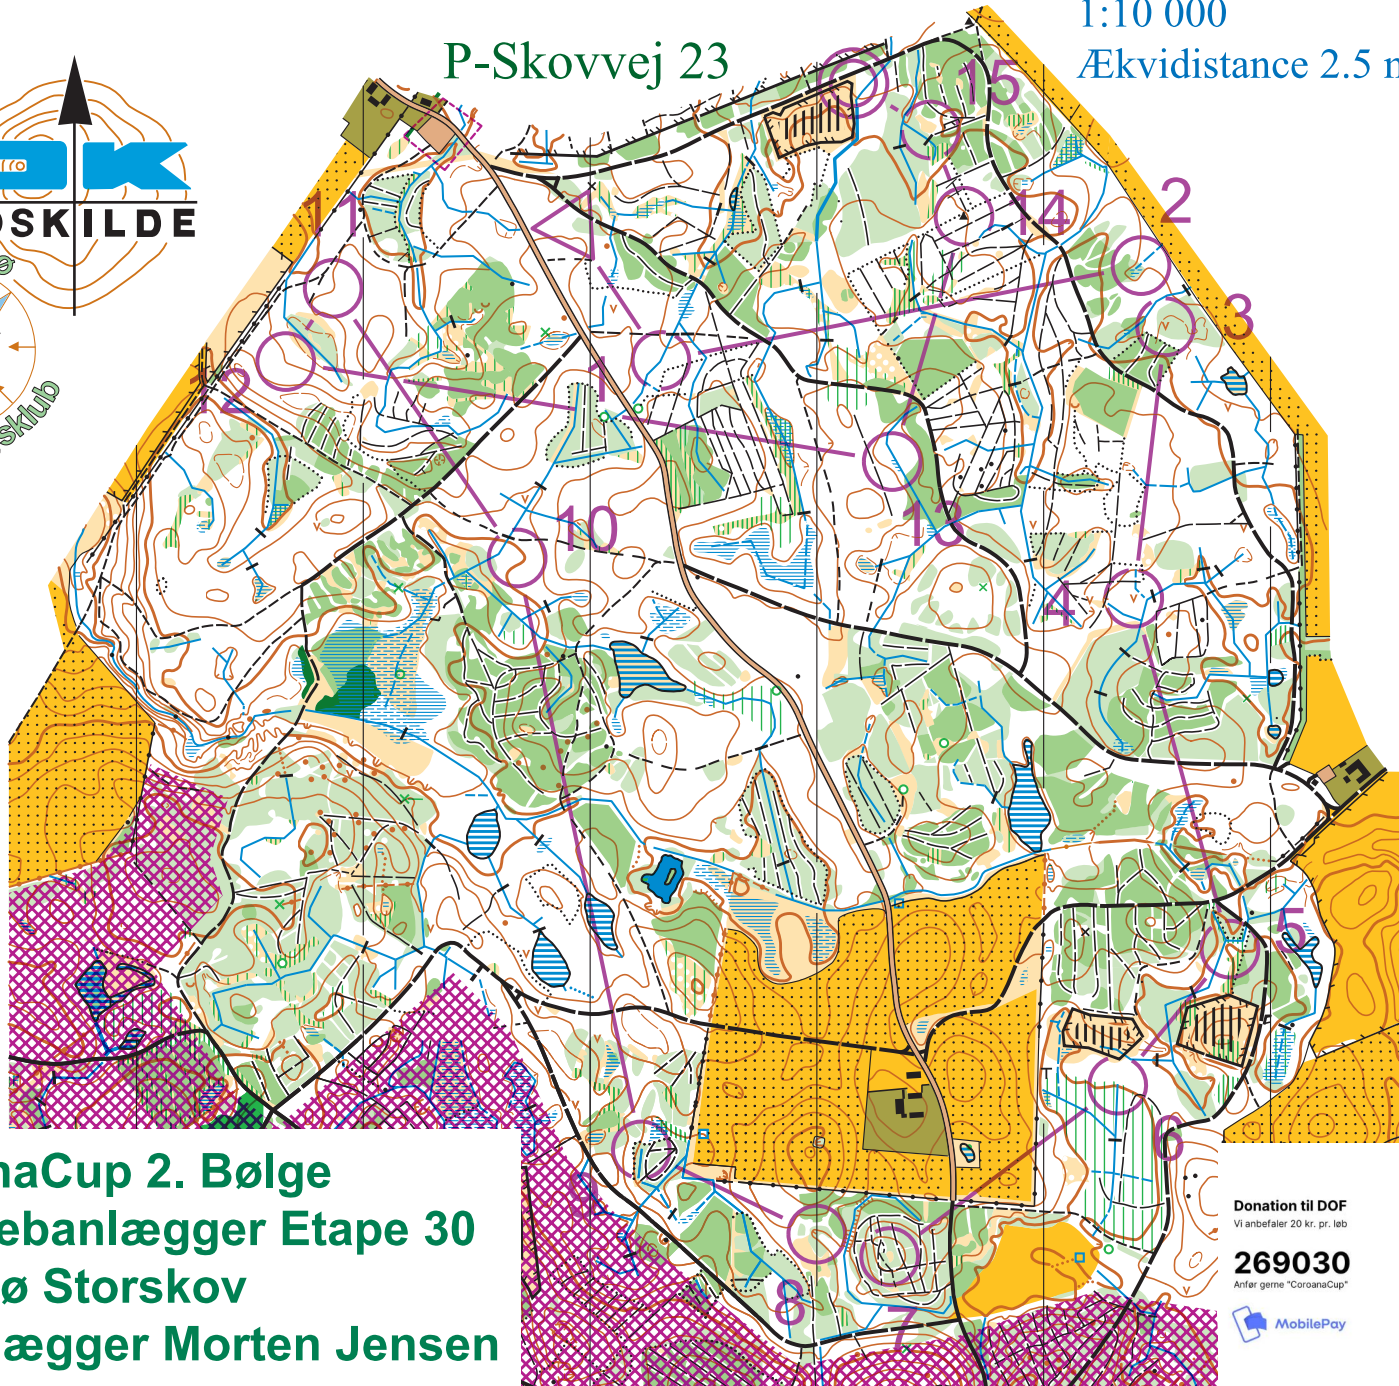 P-Skovvej 23
1:10 000
Ækvidistance 2.5 m
OK
OSKILDE
sklub
15
2
11
14
3
1
12
10
13
4
5
6
9
8
7
naCup 2. Bølge
ebanlægger Etape 30
ø Storskov
ægger Morten Jensen
Donation til DOF
Vi anbefaler 20 kr. pr. løb
269030
Anfør gerne "CoroanaCup"
MobilePay